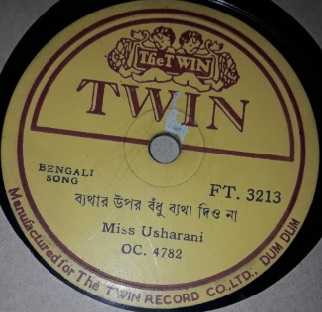 The TWIN
TWIN
BENGALI
SONG
FT. 3213
ব্যথার উপর বঁধু ব্যথা দিও না
Miss Usharani
OC. 4782
Manufactured for The TWIN RECORD CO., LTD., DUM DUM